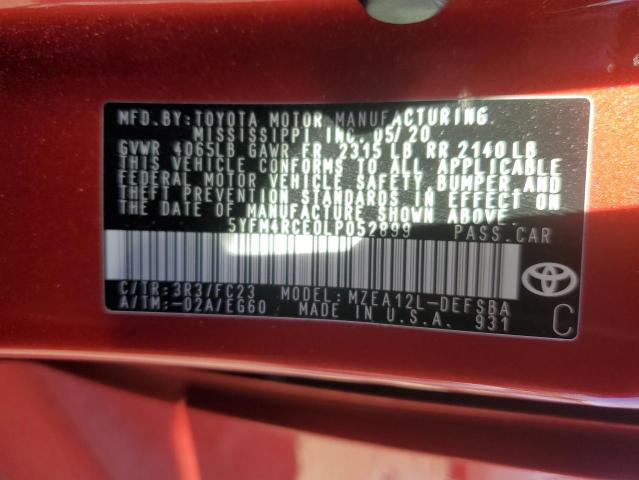 MFD. BY: TOYOTA MOTOR MANUFACTURING,
MISSISSIPPI INC 05/20
GVWR 4065LB GAWR FR 2315 LB RR 2140 LB
THIS VEHICLE CONFORMS TO ALL APPLICABLE
FEDERAL MOTOR VEHICLE SAFETY, BUMPER, AND
THEFT PREVENTION STANDARDS IN EFFECT ON
THE DATE OF MANUFACTURE SHOWN ABOVE.
5YFM4RCE0LP052899 PASS.CAR
C/TR: 3R3/FC23 MODEL: MZEA12L-DEFSBA
A/TM: -02A/EG60 MADE IN U.S.A. 931
C